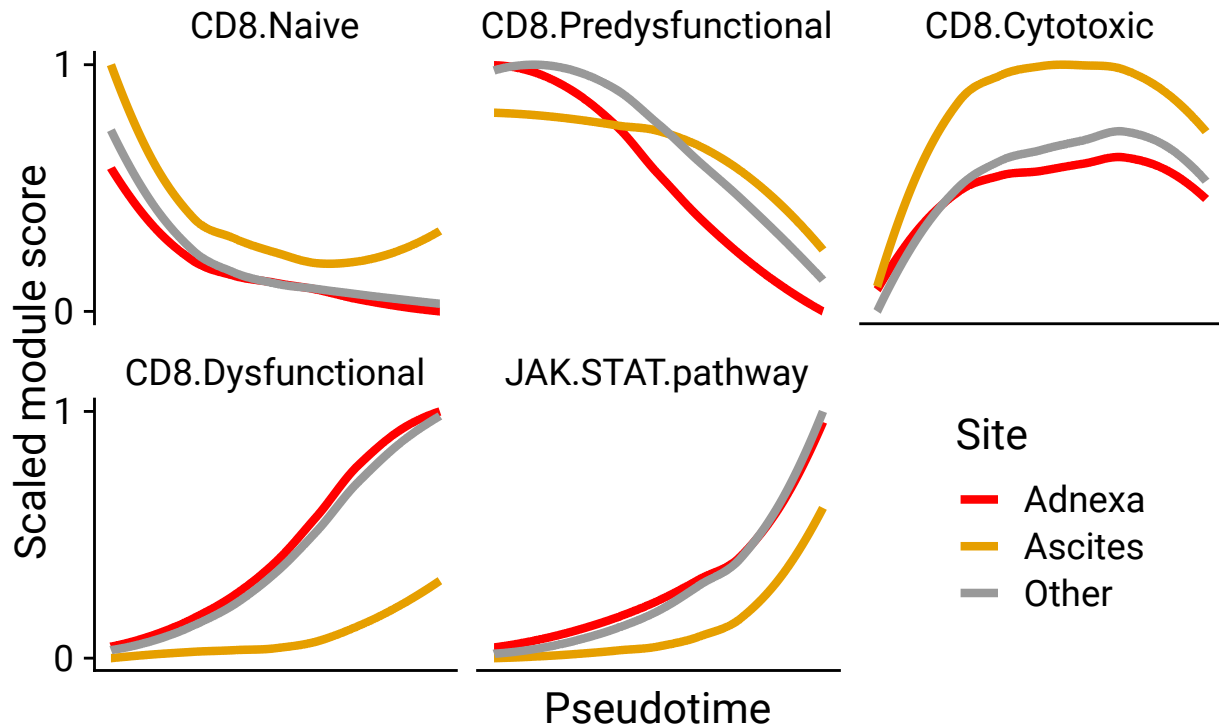 CD8.Naive
CD8.Predysfunctional
CD8.Cytotoxic
1
0
Scaled module score
CD8.Dysfunctional
JAK.STAT.pathway
1
0
Pseudotime
Site
Adnexa
Ascites
Other